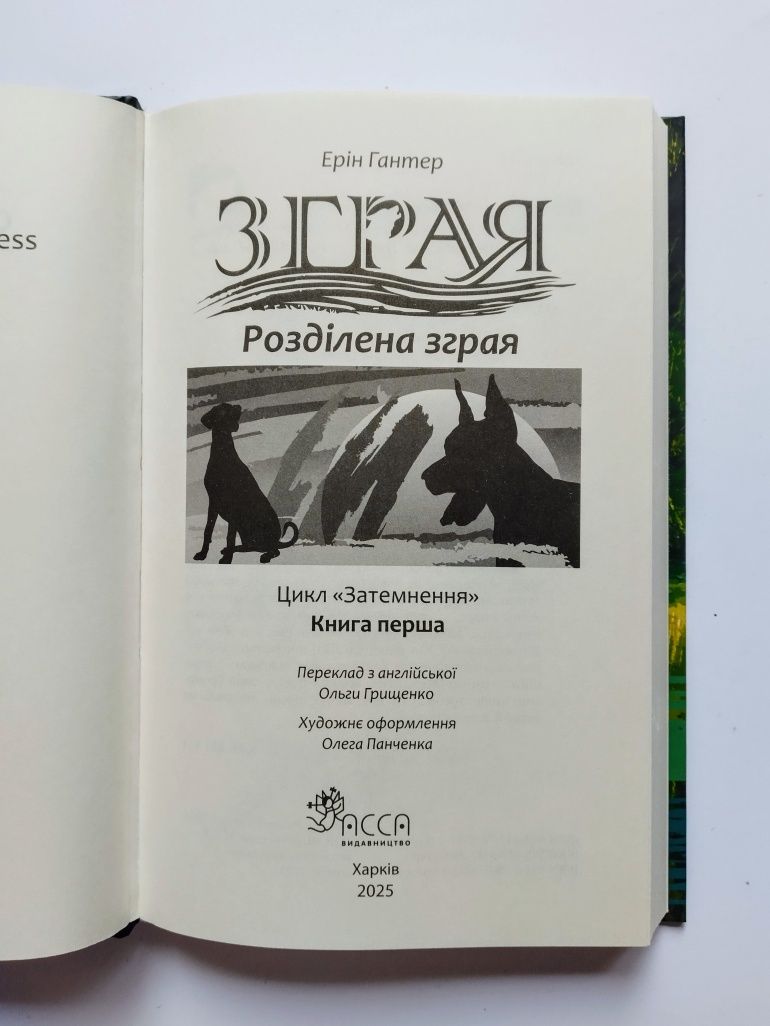 ess
Ерін Гантер
ЗГРАЯ
Розділена зграя
Цикл «Затемнення»
Книга перша
Переклад з англійської
Ольги Грищенко
Художнє оформлення
Олега Панченка
АССА
ВИДАВНИЦТВО
Харків
2025